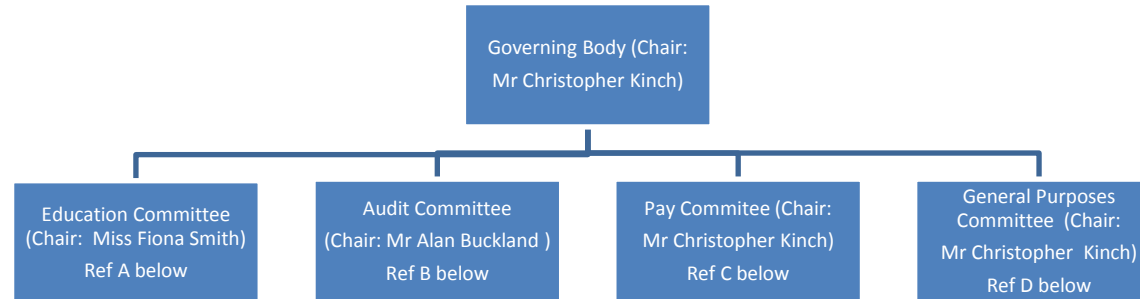 Governing Body (Chair:
Mr Christopher Kinch)
Education Committee
(Chair:  Miss Fiona Smith)
Ref A below
Audit Committee
(Chair: Mr Alan Buckland )
Ref B below
Pay Commitee (Chair:
Mr Christopher Kinch)
Ref C below
General Purposes
Committee  (Chair:
Mr Christopher  Kinch)
Ref D below